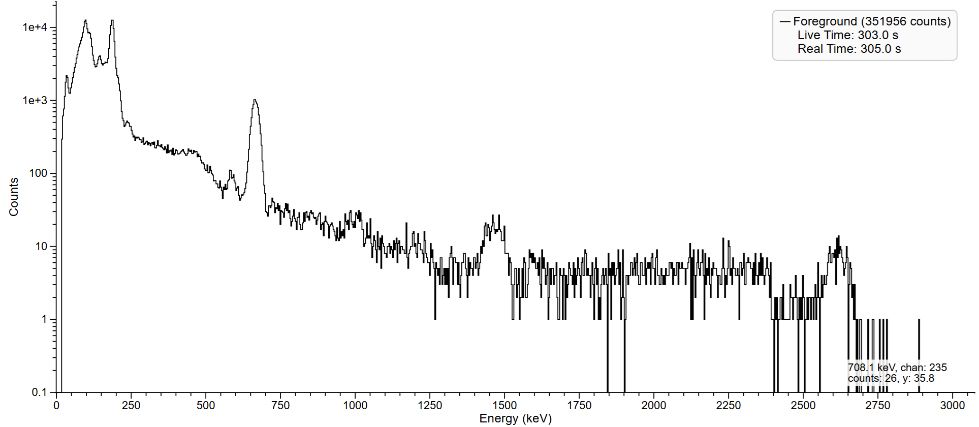 Foreground (351956 counts)
Live Time: 303.0 s
Real Time: 305.0 s
1e+4
1e+3
100
10
1
0.1
Counts
708.1 keV, chan: 235
counts: 26, y: 35.8
0 250 500 750 1000 1250 1500 1750 2000 2250 2500 2750 3000
Energy (keV)